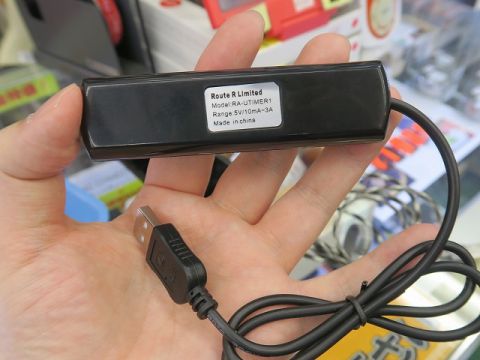 Route R Limited
Model:RA-UTIMER1
Range:5V/10mA~3A
Made in china